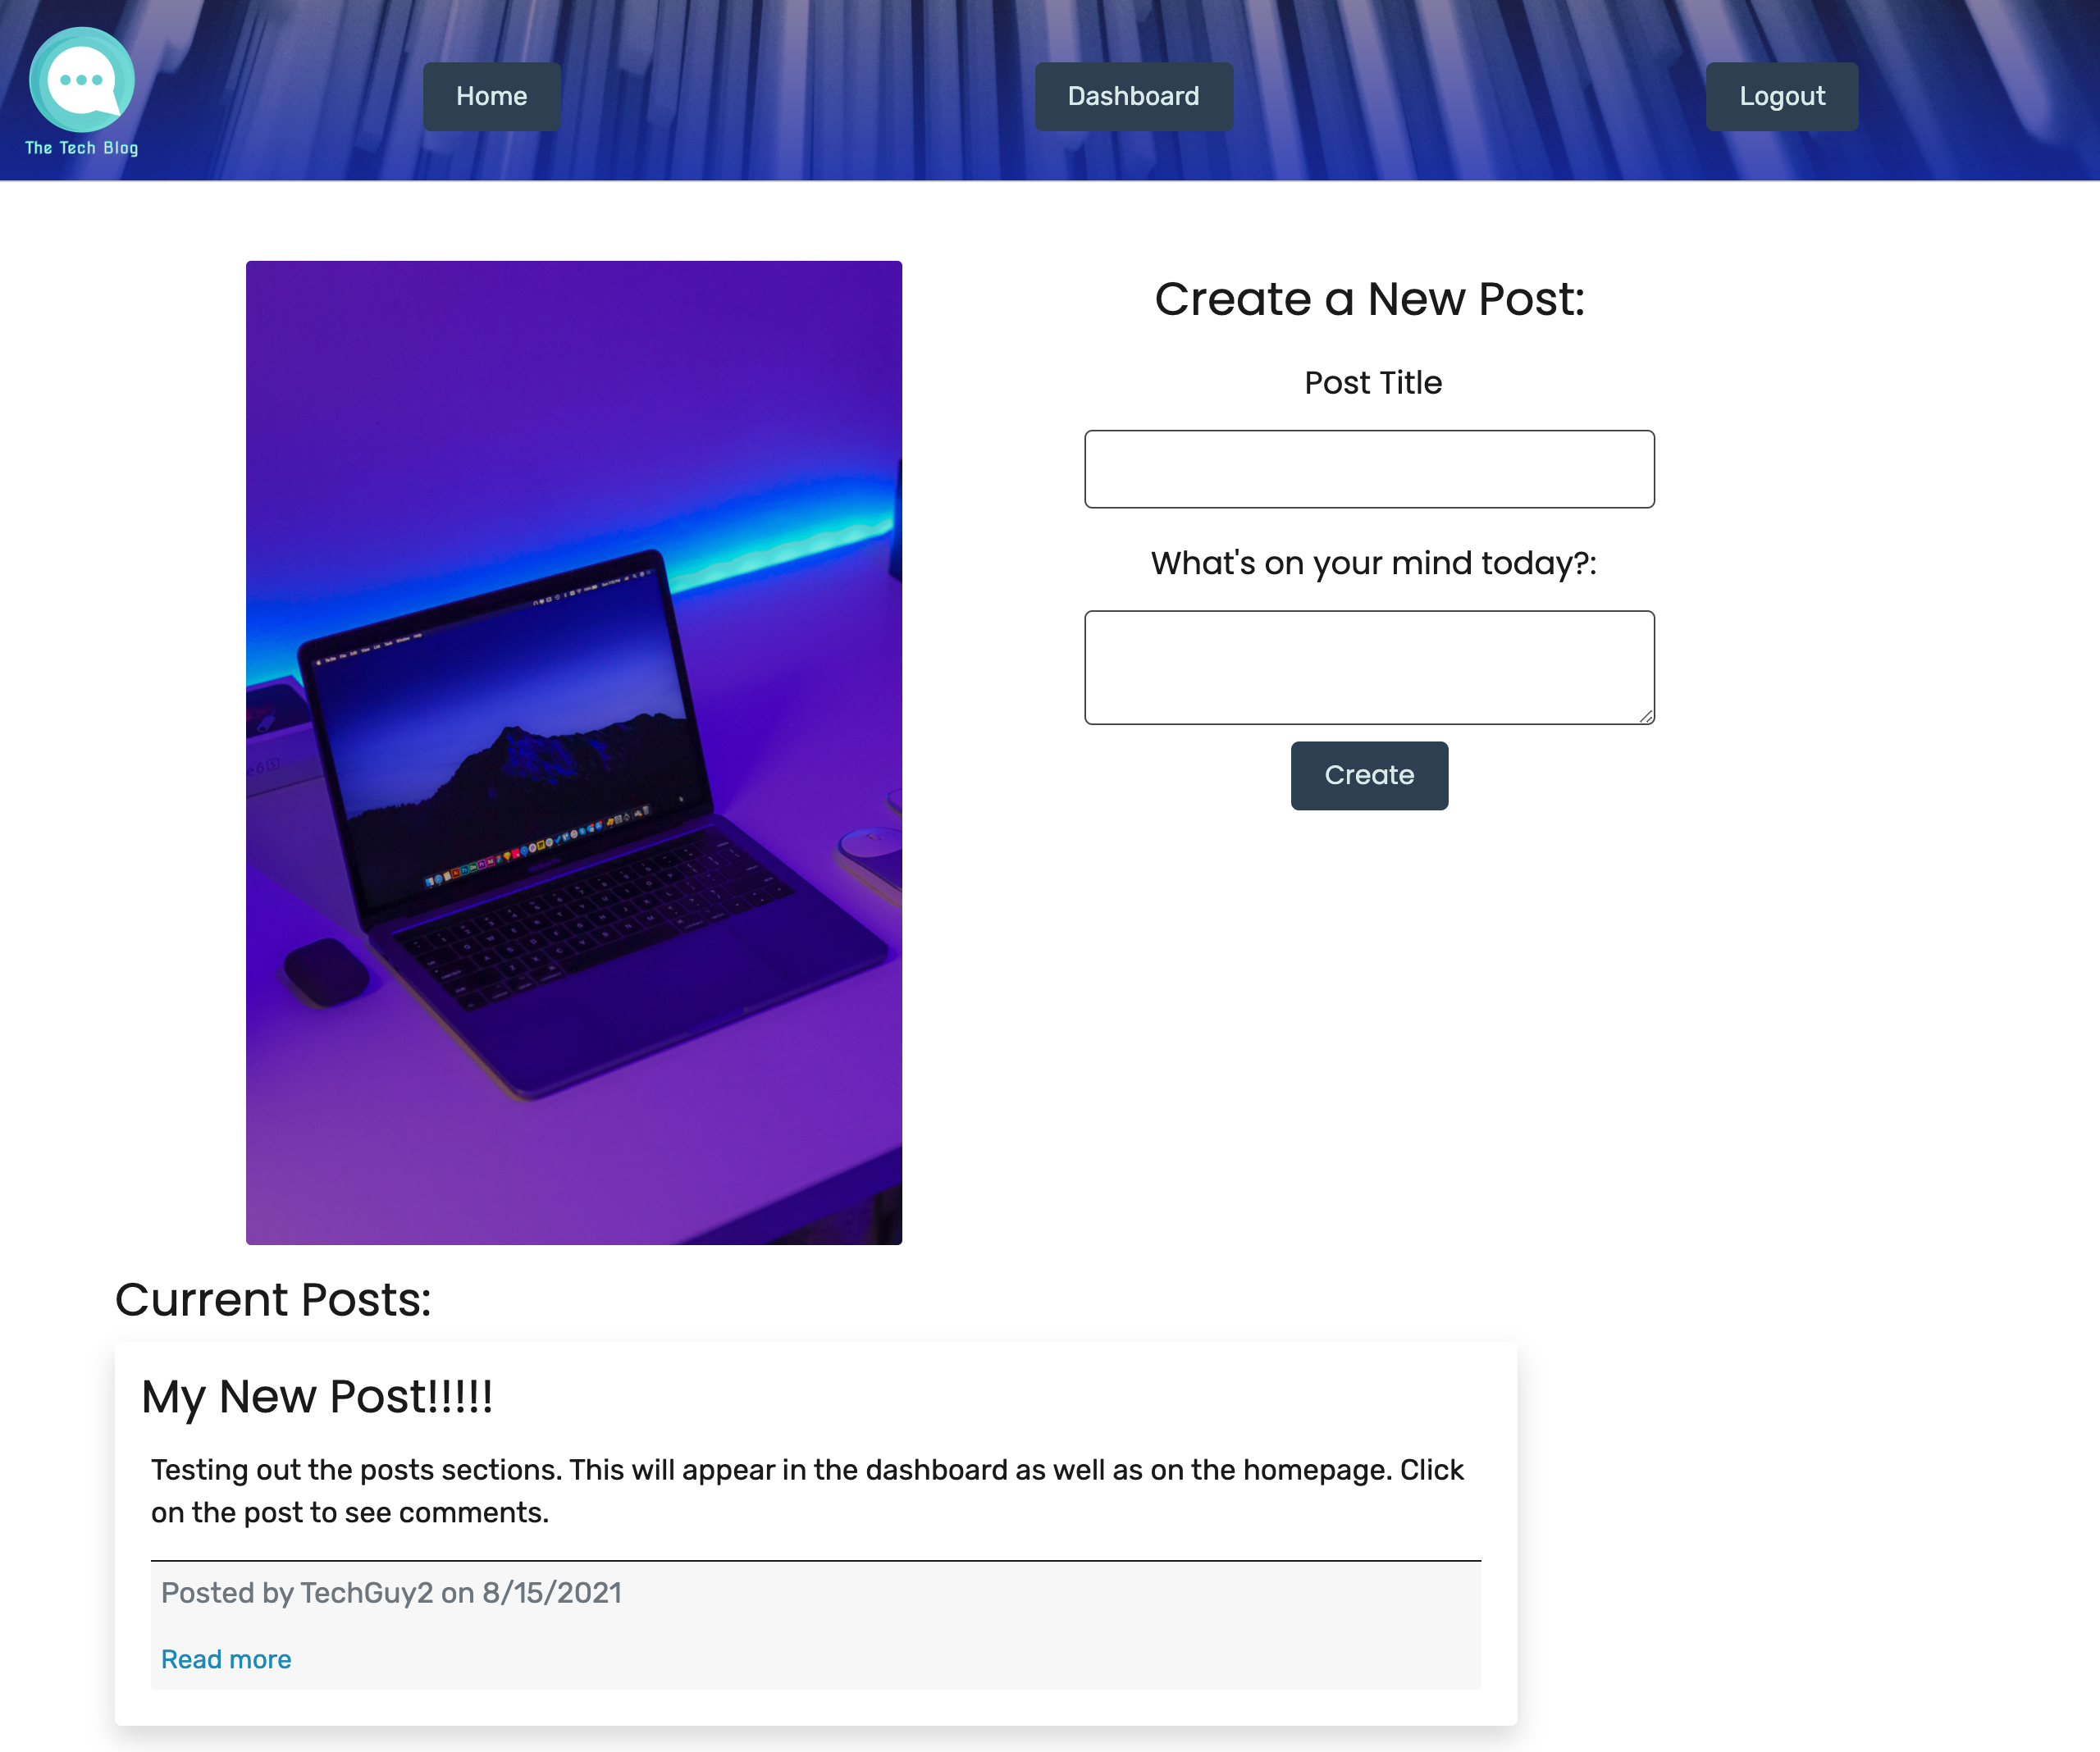 The Tech Blog
Home
Dashboard
Logout
Create a New Post:
Post Title
What's on your mind today?:
Create
Current Posts:
My New Post!!!!!
Testing out the posts sections. This will appear in the dashboard as well as on the homepage. Click
on the post to see comments.
Posted by TechGuy2 on 8/15/2021
Read more